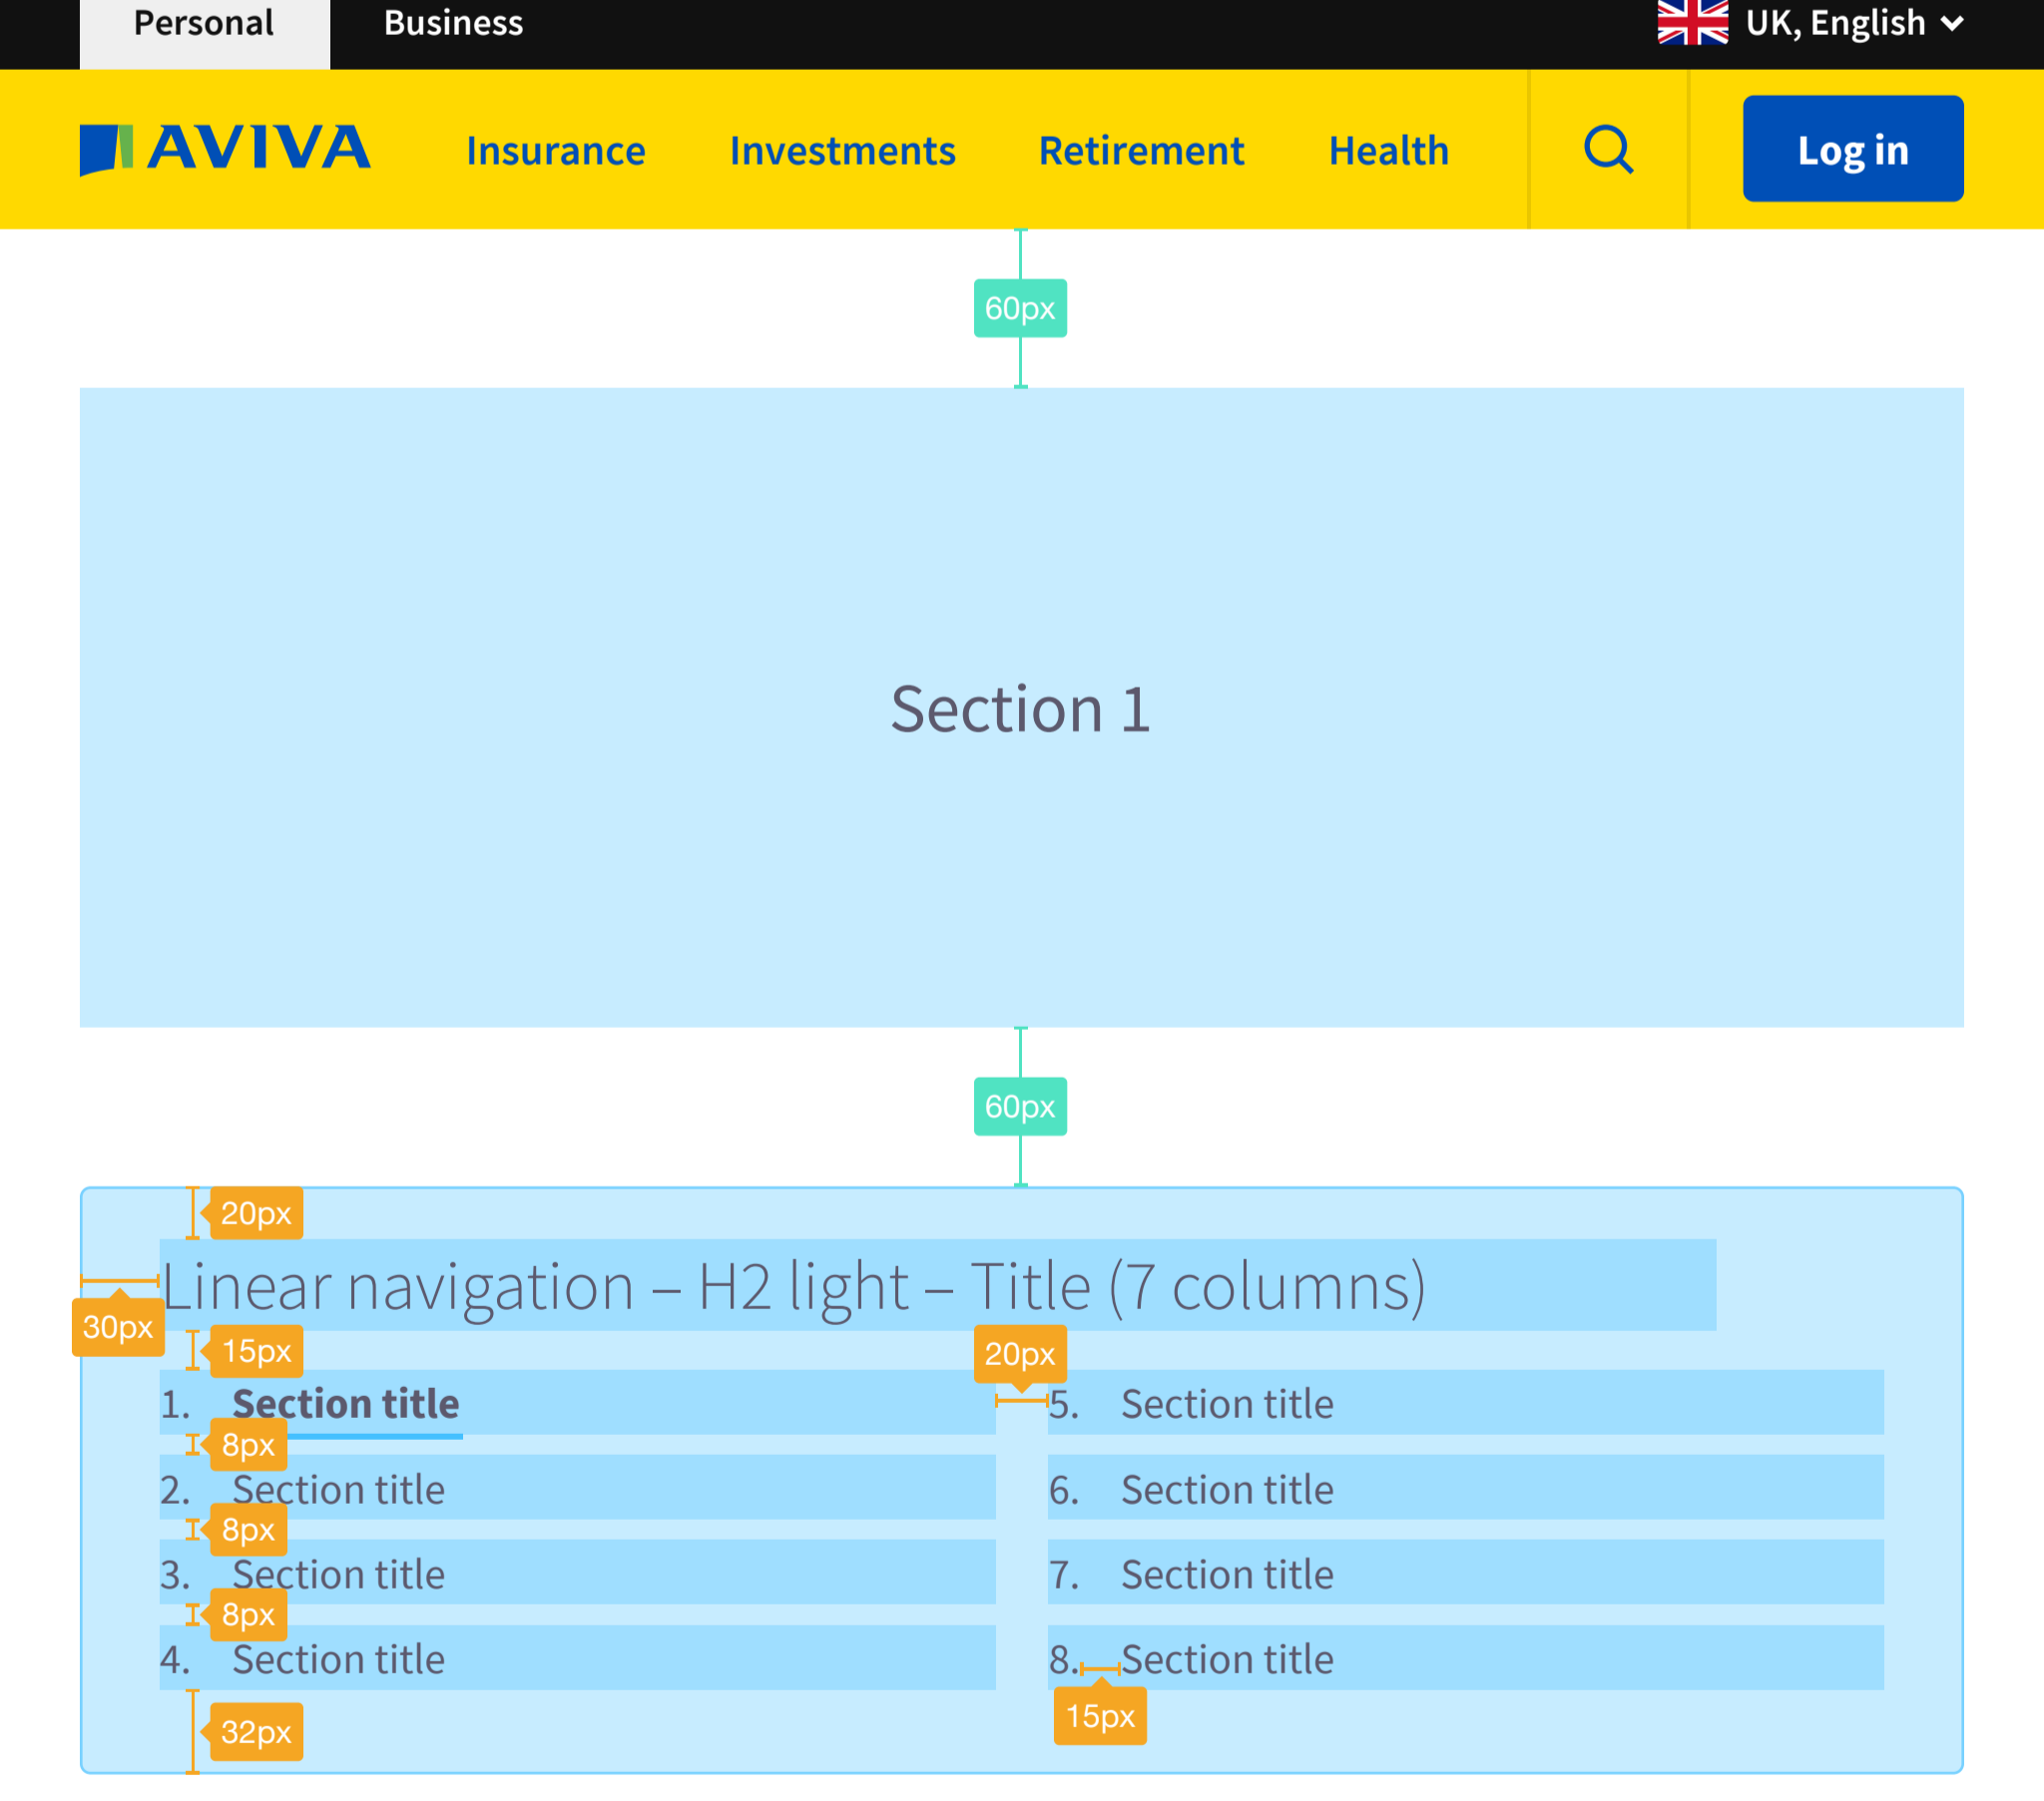 Personal Business UK, English
AVIVA Insurance Investments Retirement Health Log in
60px
Section 1
60px
20px
Linear navigation – H2 light – Title (7 columns)
30px
15px
20px
1. Section title
8px
2. Section title
8px
3. Section title
8px
4. Section title
32px
5. Section title
6. Section title
7. Section title
8. Section title
15px